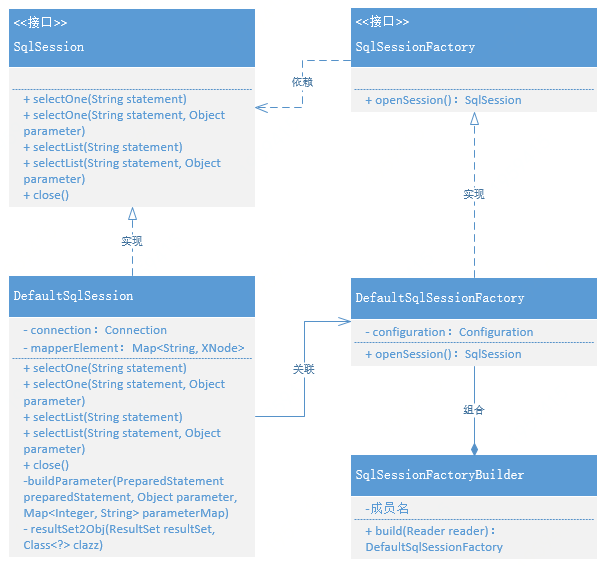 <<接口>>
SqlSession
+ selectOne(String statement)
+ selectOne(String statement, Object
parameter)
+ selectList(String statement)
+ selectList(String statement, Object
parameter)
+ close()
<<接口>>
SqlSessionFactory
+ openSession()：SqlSession
依赖
实现
实现
DefaultSqlSession
- connection：Connection
- mapperElement：Map<String, XNode>
+ selectOne(String statement)
+ selectOne(String statement, Object
parameter)
+ selectList(String statement)
+ selectList(String statement, Object
parameter)
+ close()
-buildParameter(PreparedStatement
preparedStatement, Object parameter,
Map<Integer, String> parameterMap)
- resultSet2Obj(ResultSet resultSet,
Class<?> clazz)
关联
DefaultSqlSessionFactory
- configuration：Configuration
+ openSession()：SqlSession
组合
SqlSessionFactoryBuilder
-成员名
+ build(Reader reader)：
DefaultSqlSessionFactory